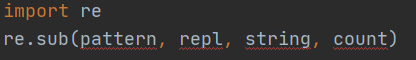 import re
re.sub(pattern, repl, string, count)